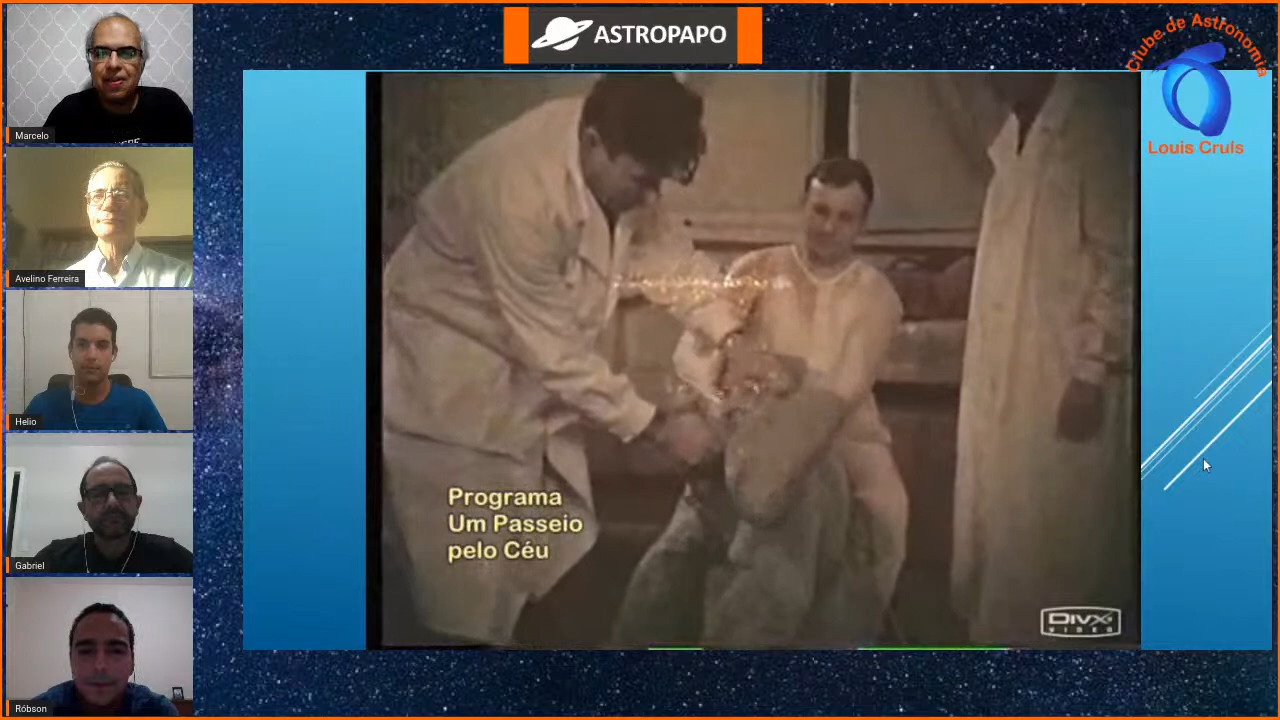 ASTROPAPO
Clube de Astronomia
Louis Cruls
Marcelo
Avelino Ferreira
Helio
Gabriel
Róbson
Programa
Um Passeio
pelo Céu
DivX
VIDEO